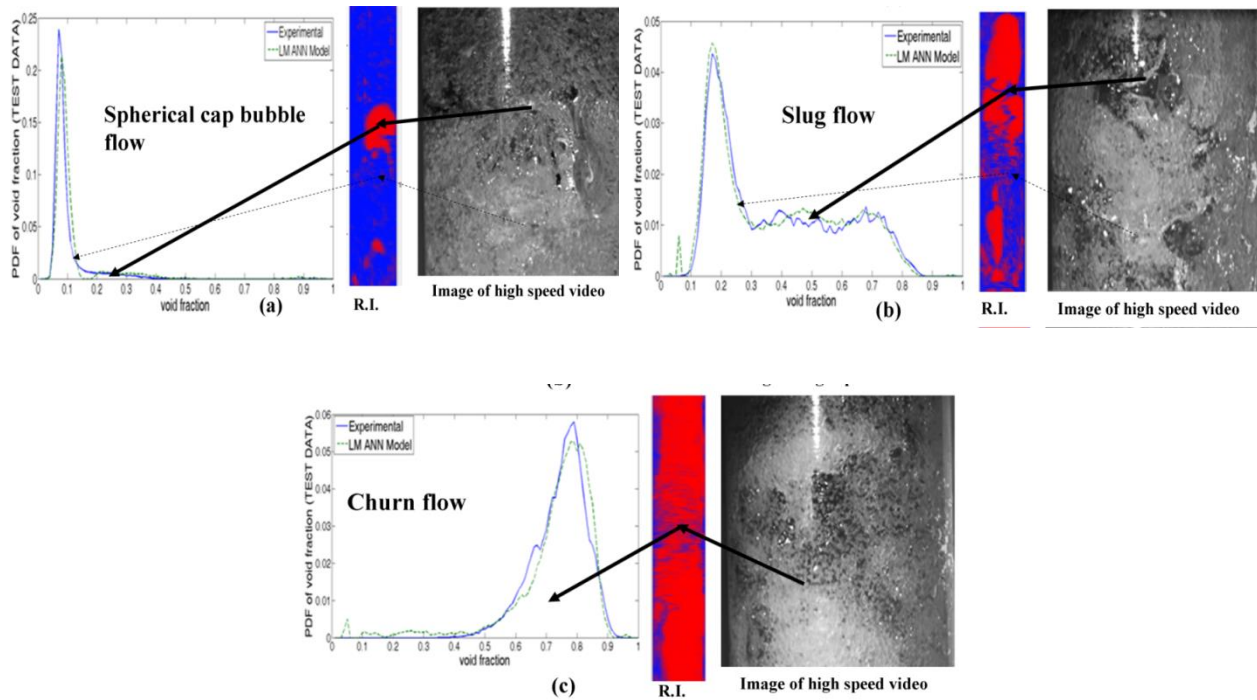 PDF of void fraction (TEST DATA)
0.25
0.2
0.15
0.1
0.05
0
Experimental
LM ANN Model
Spherical cap bubble
flow
0 0.1 0.2 0.3 0.4 0.5 0.6 0.7 0.8 0.9 1
void fraction
(a)
R.I.
Image of high speed video
PDF of void fraction (TEST DATA)
0.05
0.04
0.03
0.02
0.01
0
Experimental
LM ANN Model
Slug flow
0 0.1 0.2 0.3 0.4 0.5 0.6 0.7 0.8 0.9 1
void fraction
(b)
R.I.
Image of high speed video
PDF of void fraction (TEST DATA)
0.06
0.05
0.04
0.03
0.02
0.01
0
Experimental
LM ANN Model
Churn flow
0 0.1 0.2 0.3 0.4 0.5 0.6 0.7 0.8 0.9 1
void fraction
(c)
R.I.
Image of high speed video